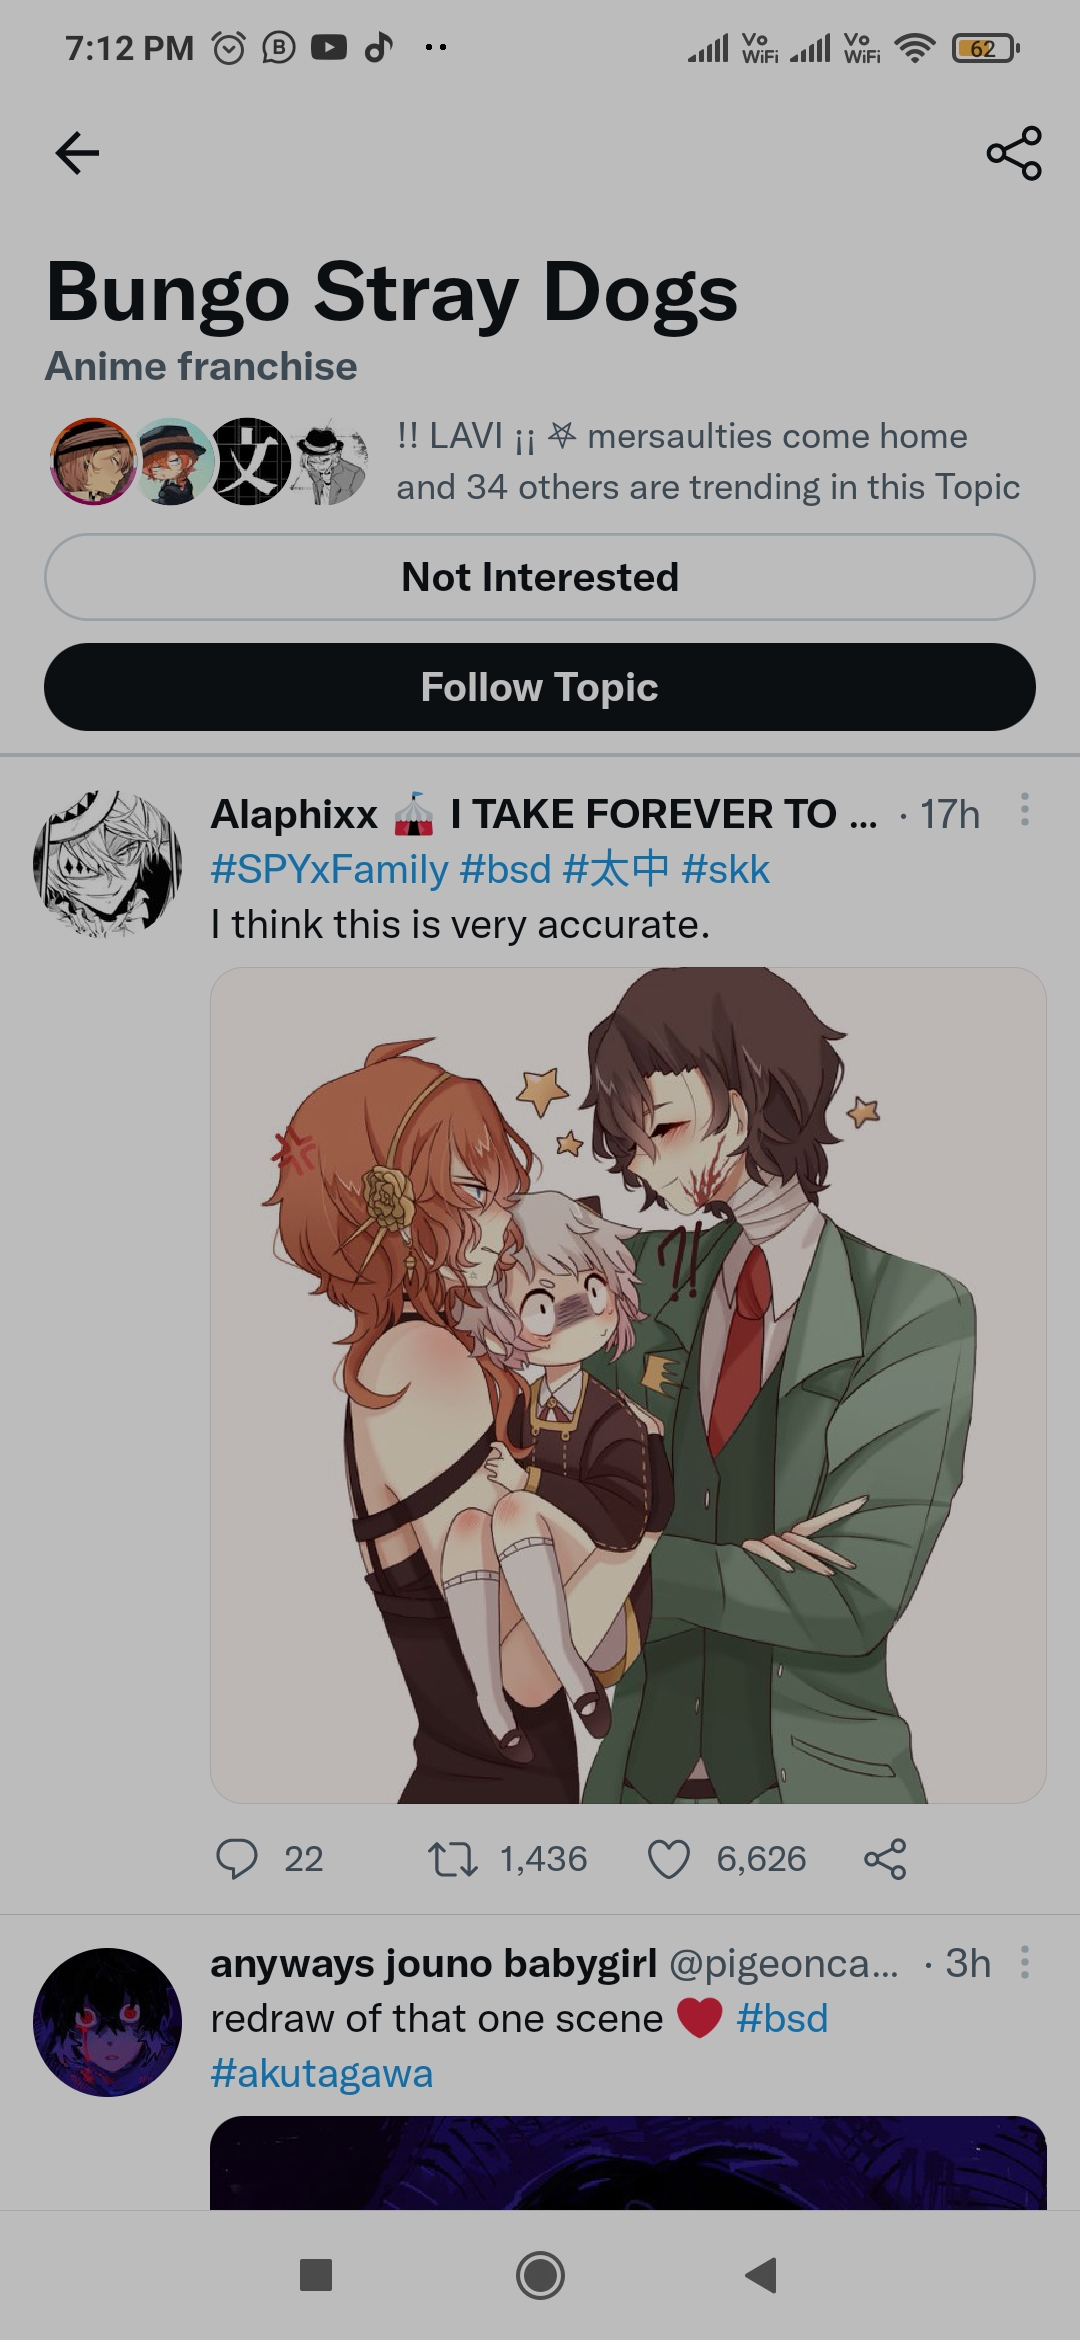 7:12 PM
B
Vo WiFi
Vo WiFi
62
Bungo Stray Dogs
Anime franchise
女
!! LAVI ¡¡ ⛧ mersaulties come home
and 34 others are trending in this Topic
Not Interested
Follow Topic
Alaphixx 🎪 I TAKE FOREVER TO ... · 17h
#SPYxFamily #bsd #太中 #skk
I think this is very accurate.
?!
22 1,436 6,626
anyways jouno babygirl @pigeonca... · 3h
redraw of that one scene ❤️ #bsd
#akutagawa